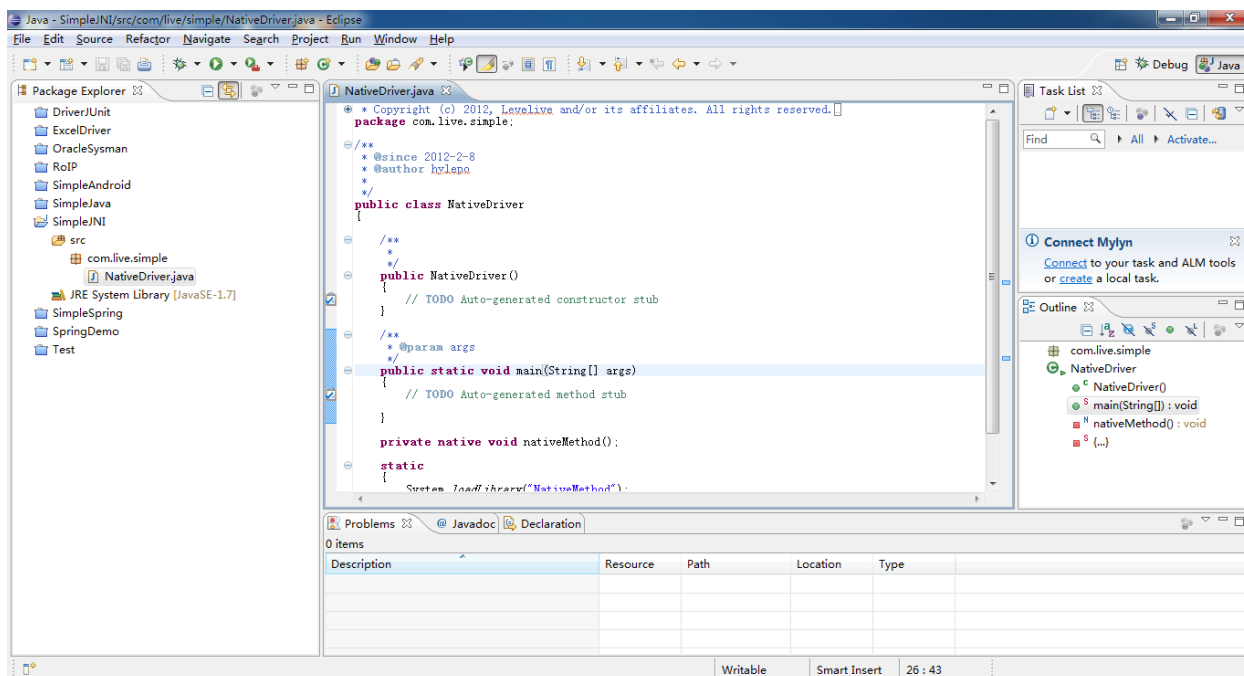 Java - SimpleJNI/src/com/live/simple/NativeDriver.java - Eclipse
File Edit Source Refactor Navigate Search Project Run Window Help
Debug Java
Package Explorer
DriverJUnit
ExcelDriver
OracleSysman
RoIP
SimpleAndroid
SimpleJava
SimpleJNI
src
com.live.simple
NativeDriver.java
JRE System Library [JavaSE-1.7]
SimpleSpring
SpringDemo
Test
NativeDriver.java
* Copyright (c) 2012, Levelive and/or its affiliates. All rights reserved.
package com.live.simple;
/**
* @since 2012-2-8
* @author hylepo
*
*/
public class NativeDriver
{
/**
*
*/
public NativeDriver()
{
// TODO Auto-generated constructor stub
}
/**
* @param args
*/
public static void main(String[] args)
{
// TODO Auto-generated method stub
}
private native void nativeMethod();
static
{
System.loadLibrary("NativeMethod");
Task List
Find All Activate...
Connect Mylyn
Connect to your task and ALM tools
or create a local task.
Outline
com.live.simple
NativeDriver
C NativeDriver()
S main(String[]) : void
N nativeMethod() : void
S {...}
Problems @ Javadoc Declaration
0 items
Description Resource Path Location Type
Writable Smart Insert 26 : 43